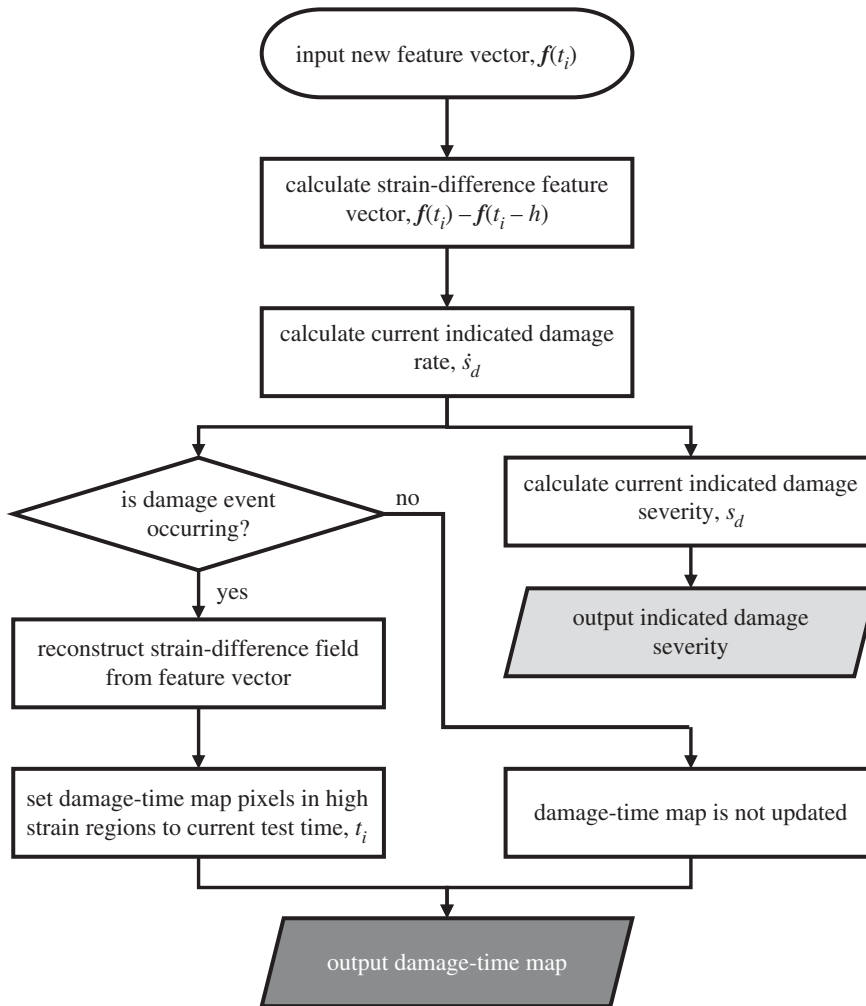 input new feature vector, f(tᵢ)
calculate strain-difference feature
vector, f(tᵢ) – f(tᵢ – h)
calculate current indicated damage
rate, ṡ_d
is damage event
occurring?
no
yes
calculate current indicated damage
severity, s_d
output indicated damage
severity
reconstruct strain-difference field
from feature vector
set damage-time map pixels in high
strain regions to current test time, tᵢ
damage-time map is not updated
output damage-time map